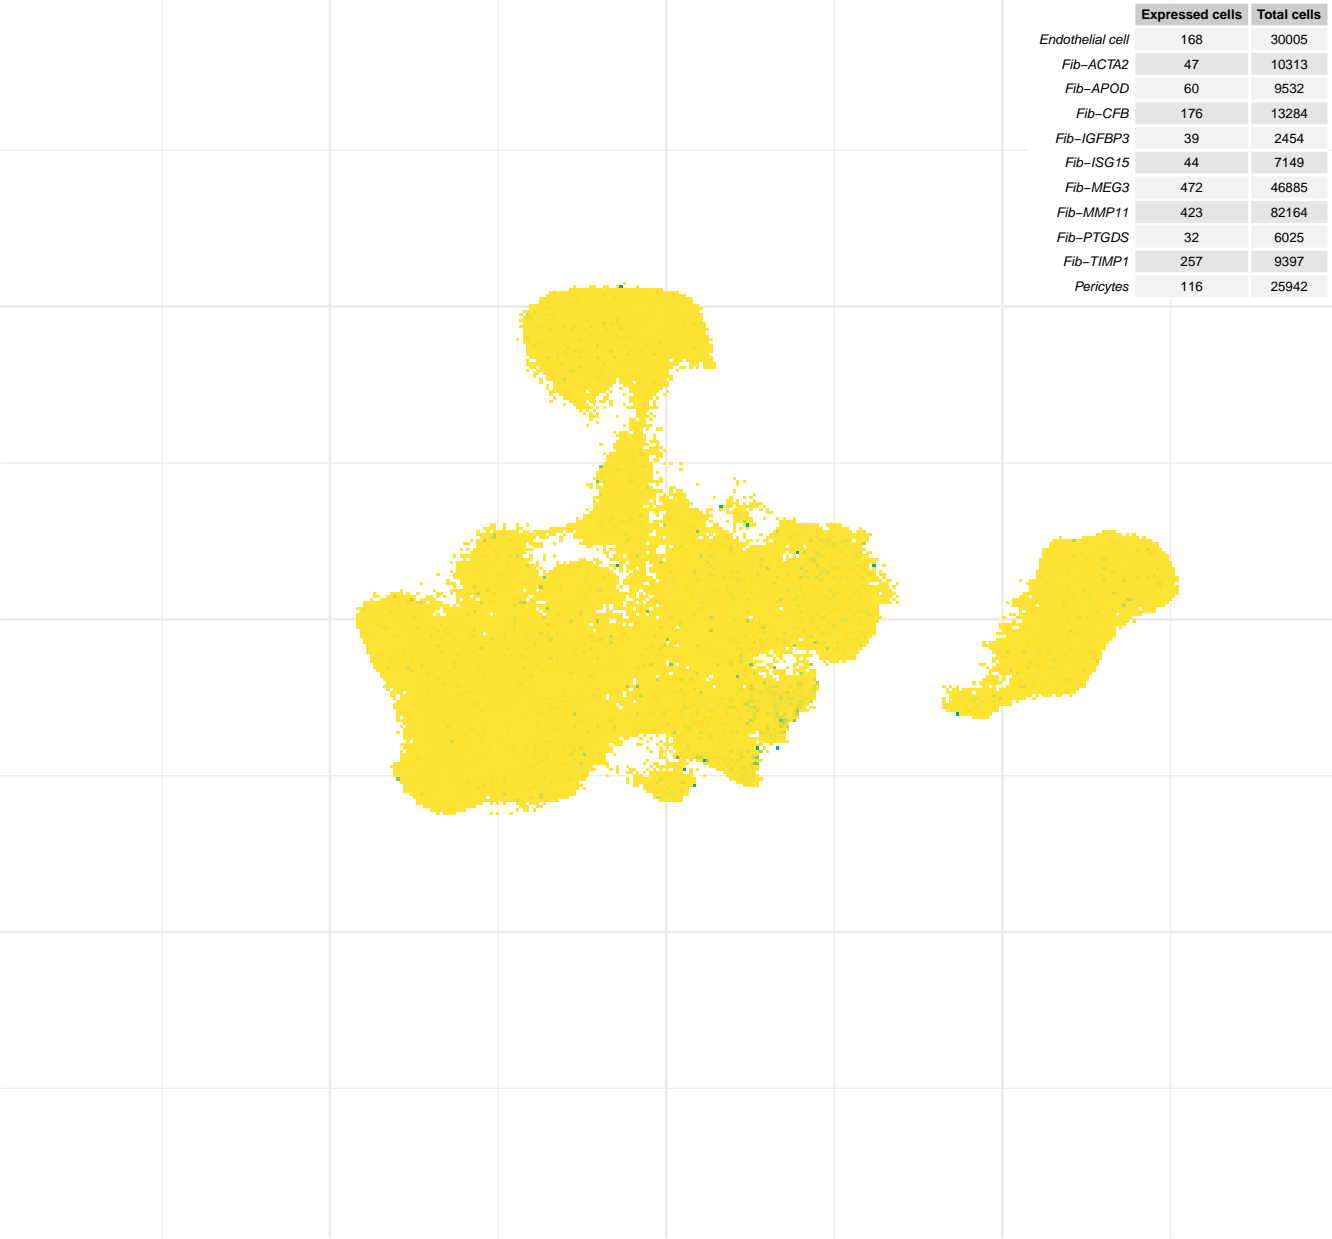 Expressed cells Total cells
Endothelial cell 168 30005
Fib−ACTA2 47 10313
Fib−APOD 60 9532
Fib−CFB 176 13284
Fib−IGFBP3 39 2454
Fib−ISG15 44 7149
Fib−MEG3 472 46885
Fib−MMP11 423 82164
Fib−PTGDS 32 6025
Fib−TIMP1 257 9397
Pericytes 116 25942